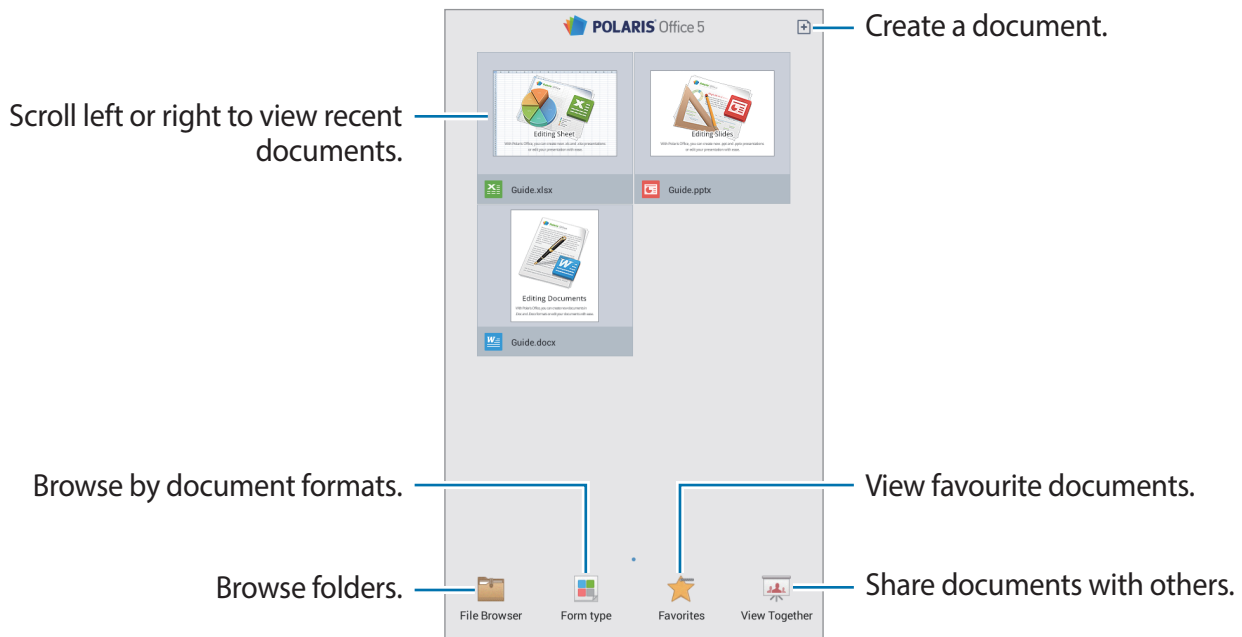 POLARIS Office 5
Create a document.
Scroll left or right to view recent
documents.
Editing Sheet
Editing Slides
Guide.xlsx
Guide.pptx
Editing Documents
Guide.docx
Browse by document formats.
View favourite documents.
Browse folders.
Share documents with others.
File Browser
Form type
Favorites
View Together